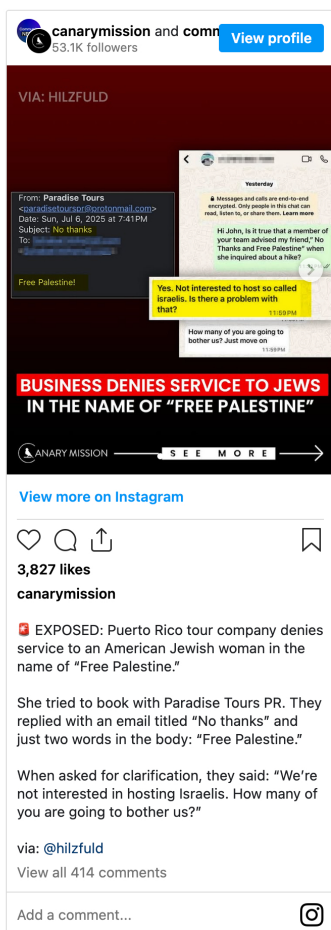 canarymission and comm
View profile
53.1K followers
VIA: HILZFULD
Yesterday
Messages and calls are end-to-end
encrypted. Only people in this chat can
read, listen to, or share them. Learn more
From: Paradise Tours
<paradisetourspr@protonmail.com>
Date: Sun, Jul 6, 2025 at 7:41 PM
Subject: No thanks
To:
Free Palestine!
Hi John, Is it true that a member of
your team advised my friend," No
Thanks and Free Palestine" when
she inquired about a hike?
Yes. Not interested to host so called
israelis. Is there a problem with
that?
11:59 PM
How many of you are going to
bother us? Just move on
11:59 PM
BUSINESS DENIES SERVICE TO JEWS
IN THE NAME OF “FREE PALESTINE”
CANARY MISSION
SEE MORE
View more on Instagram
3,827 likes
canarymission
🚨 EXPOSED: Puerto Rico tour company denies
service to an American Jewish woman in the
name of “Free Palestine.”
She tried to book with Paradise Tours PR. They
replied with an email titled “No thanks” and
just two words in the body: “Free Palestine.”
When asked for clarification, they said: “We’re
not interested in hosting Israelis. How many of
you are going to bother us?”
via: @hilzfuld
View all 414 comments
Add a comment...